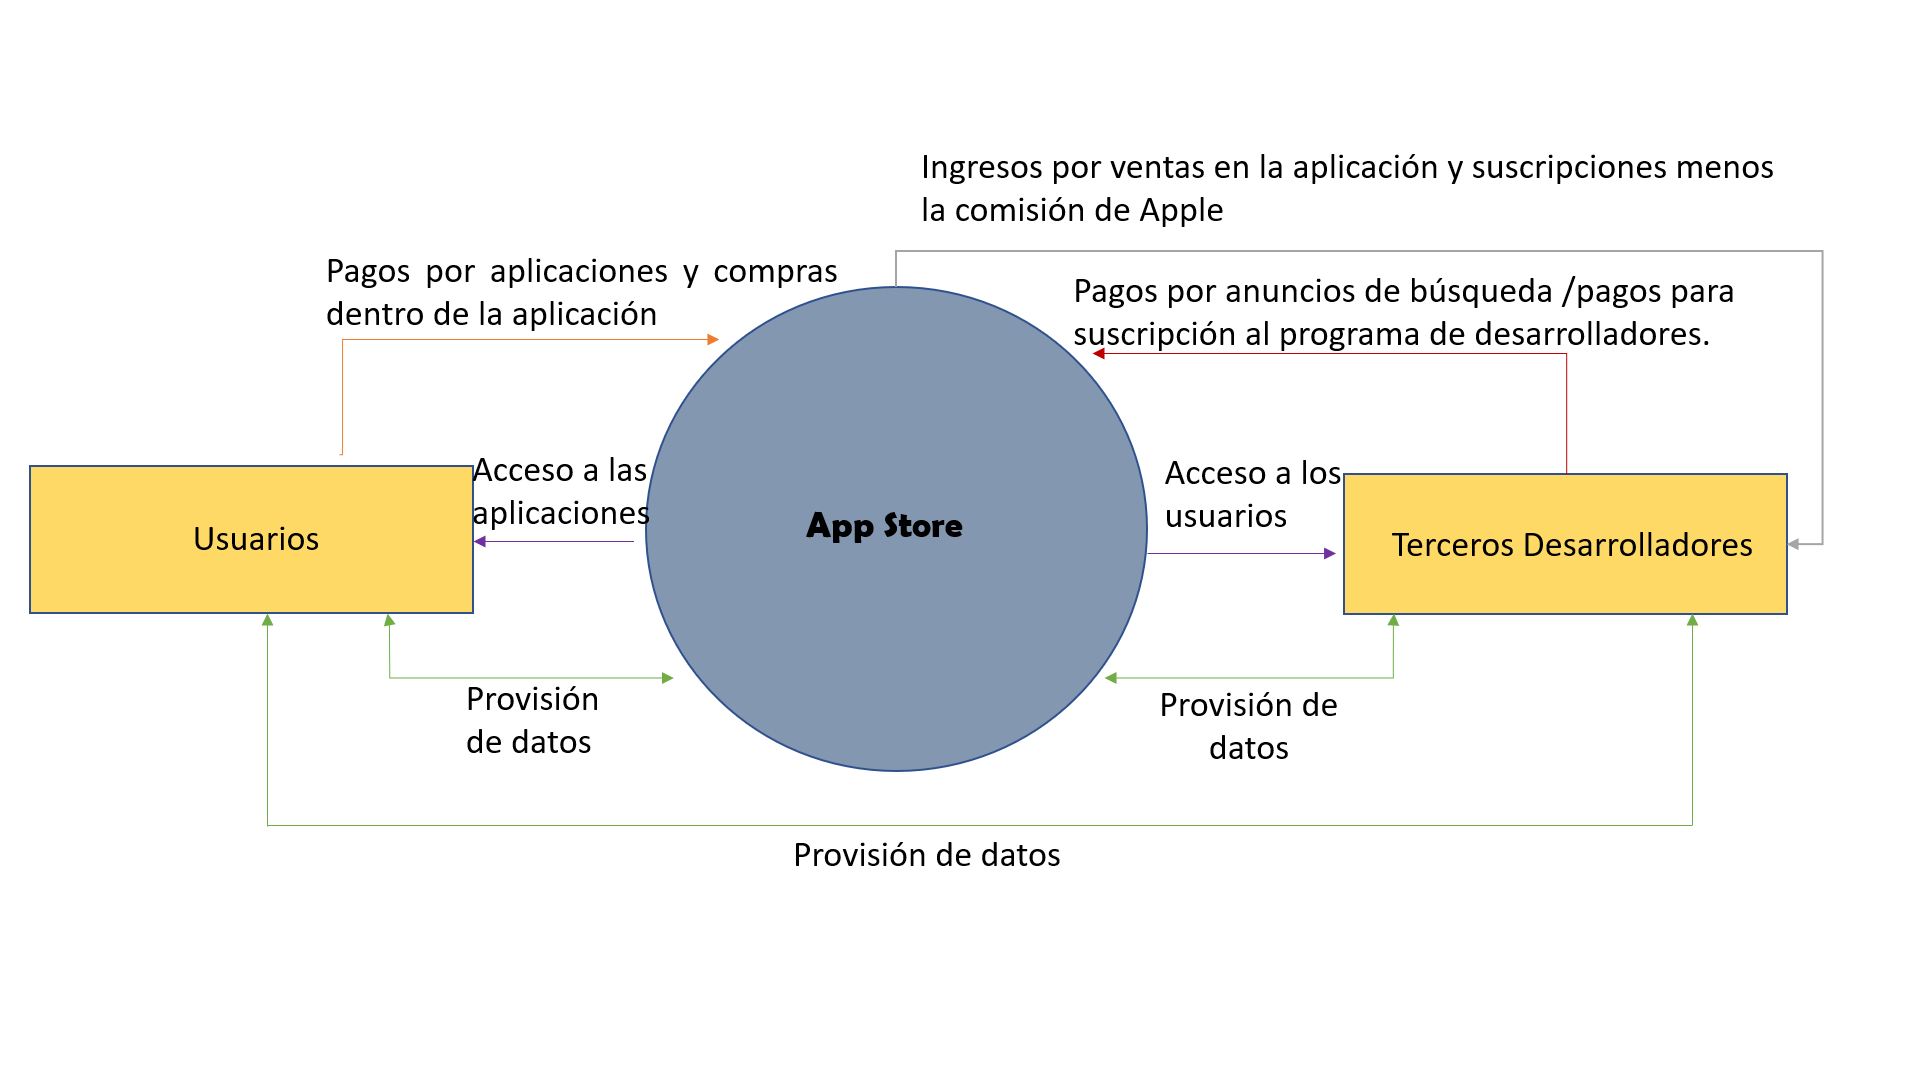 Ingresos por ventas en la aplicación y suscripciones menos
la comisión de Apple
Pagos por aplicaciones y compras
dentro de la aplicación
Pagos por anuncios de búsqueda /pagos para
suscripción al programa de desarrolladores.
Acceso a las
aplicaciones
Acceso a los
usuarios
Usuarios
App Store
Terceros Desarrolladores
Provisión
de datos
Provisión de
datos
Provisión de datos